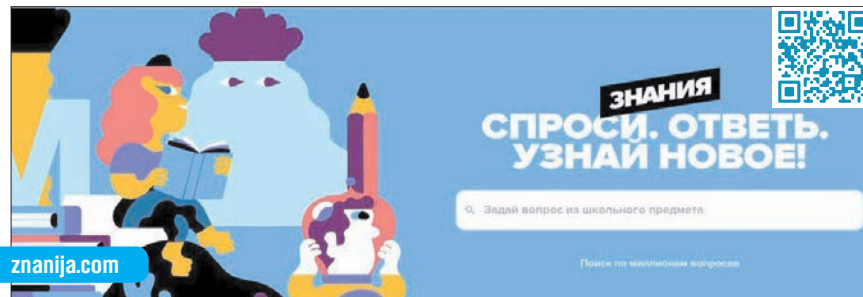 ЗНАНИЯ
СПРОСИ. ОТВЕТЬ.
УЗНАЙ НОВОЕ!
Задай вопрос из школьного предмета
Поиск по миллионам вопросов
znanija.com